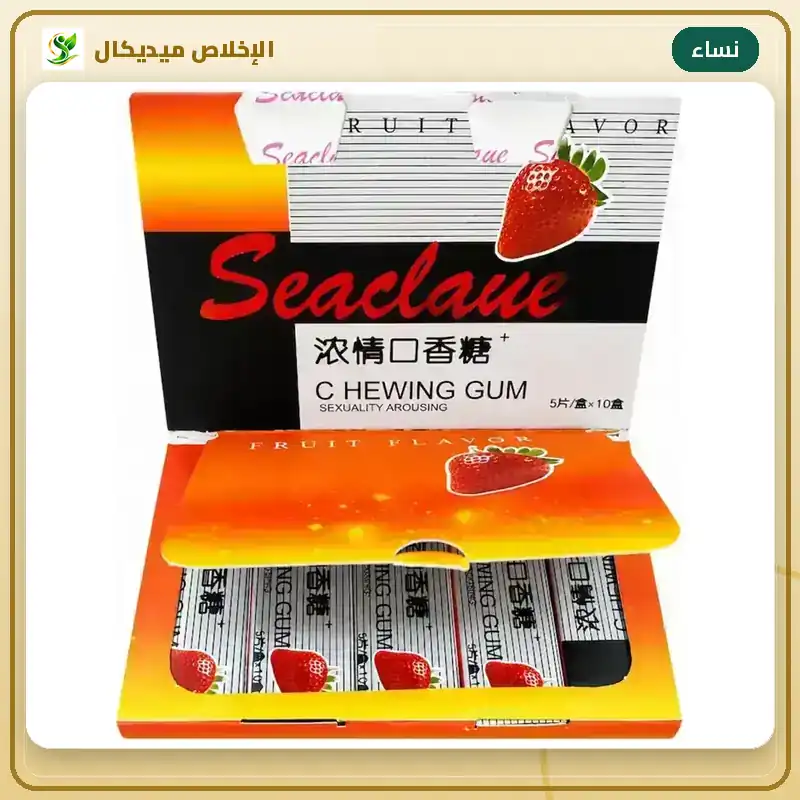 الإخلاص ميديكال
نساء
FRUIT FLAVOR
Seaclaue
浓情口香糖+
C HEWING GUM
SEXUALITY AROUSING
5片/盒×10盒
FRUIT FLAVOR